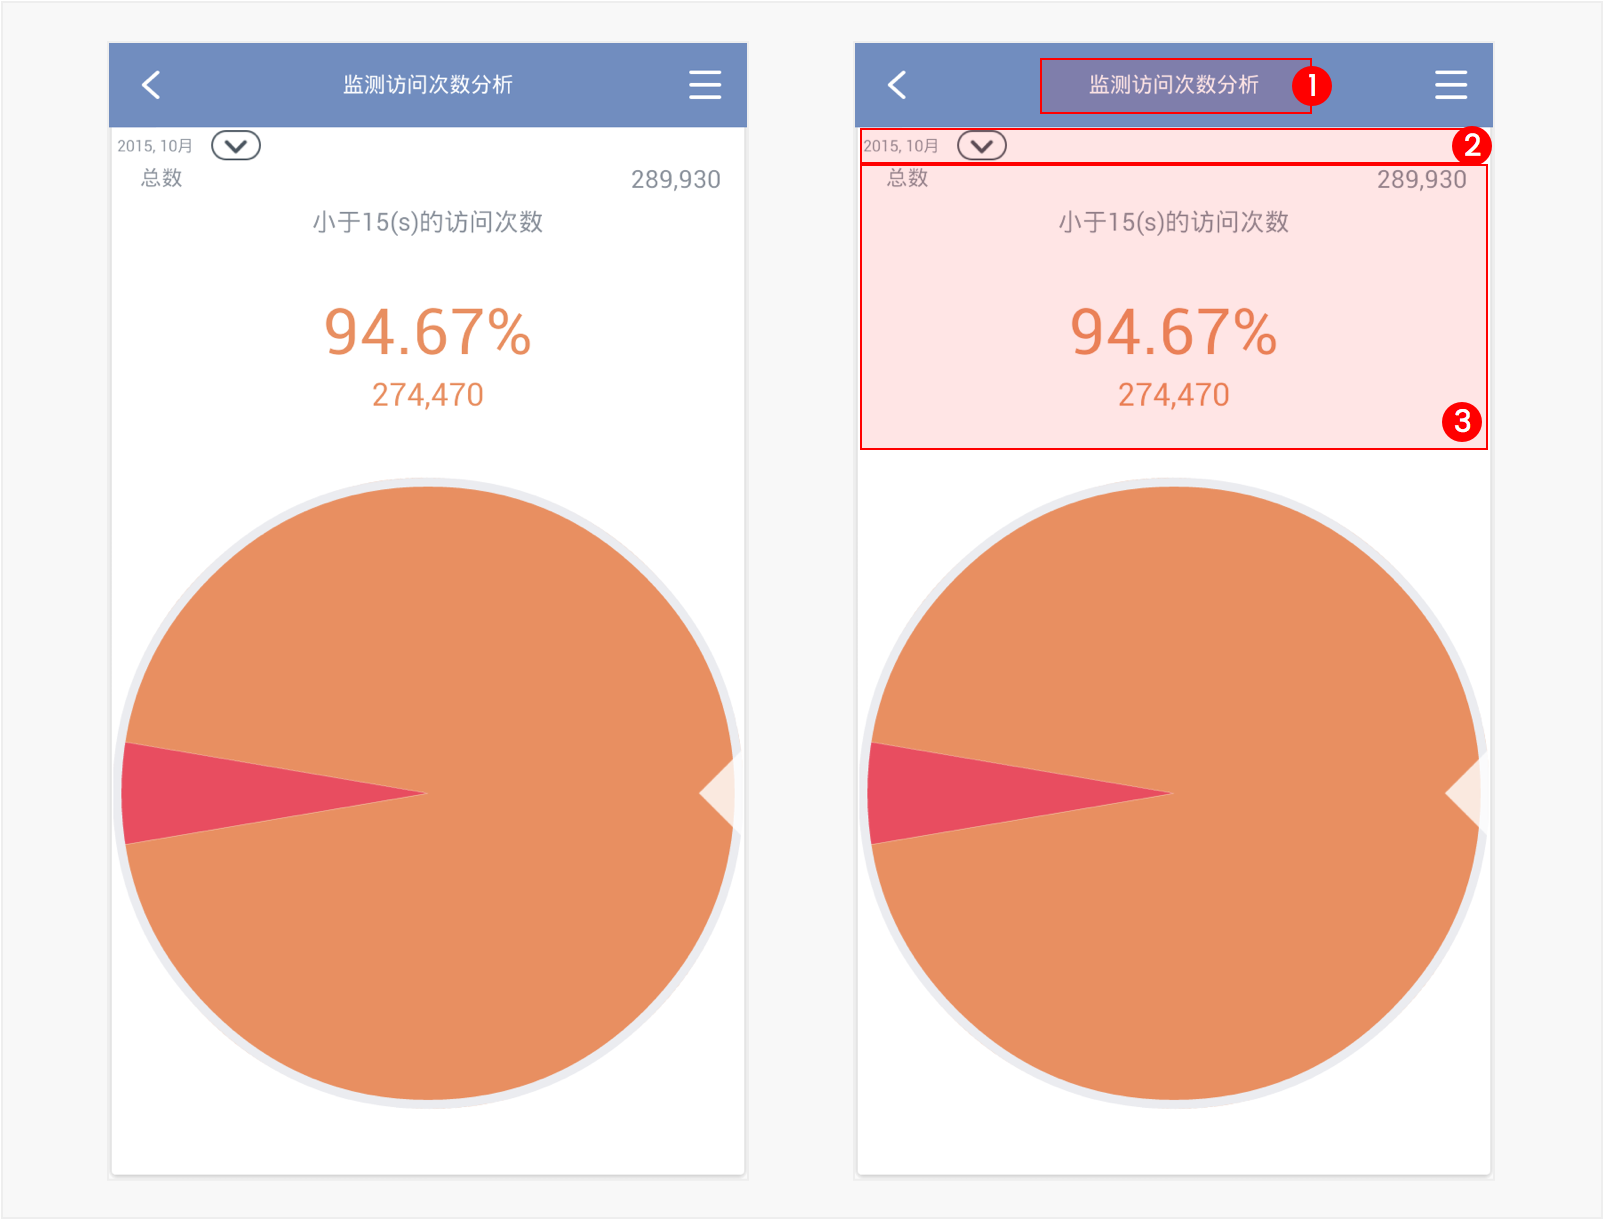 监测访问次数分析
2015, 10月
总数 289,930
小于15(s)的访问次数
94.67%
274,470
监测访问次数分析 1
2015, 10月 2
总数 289,930
小于15(s)的访问次数
94.67%
274,470
3